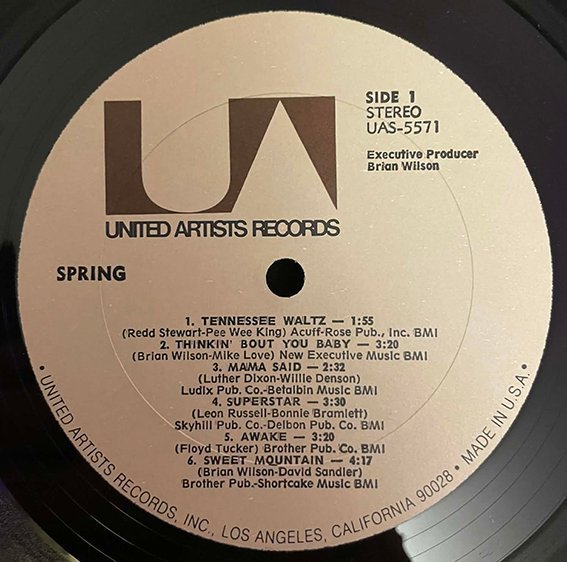 UA
SIDE 1
STEREO
UAS-5571
Executive Producer
Brian Wilson
UNITED ARTISTS RECORDS
SPRING
1. TENNESSEE WALTZ — 1:55
(Redd Stewart-Pee Wee King) Acuff-Rose Pub., Inc. BMI
2. THINKIN' BOUT YOU BABY — 3:20
(Brian Wilson-Mike Love) New Executive Music BMI
3. MAMA SAID — 2:32
(Luther Dixon-Willie Denson)
Ludix Pub. Co.-Betalbin Music BMI
4. SUPERSTAR — 3:30
(Leon Russell-Bonnie Bramlett)
Skyhill Pub. Co.-Delbon Pub. Co. BMI
5. AWAKE — 3:20
(Floyd Tucker) Brother Pub. Co. BMI
6. SWEET MOUNTAIN — 4:17
(Brian Wilson-David Sandler)
Brother Pub.-Shortcake Music BMI
• UNITED ARTISTS RECORDS, INC., LOS ANGELES, CALIFORNIA 90028 • MADE IN U.S.A. •